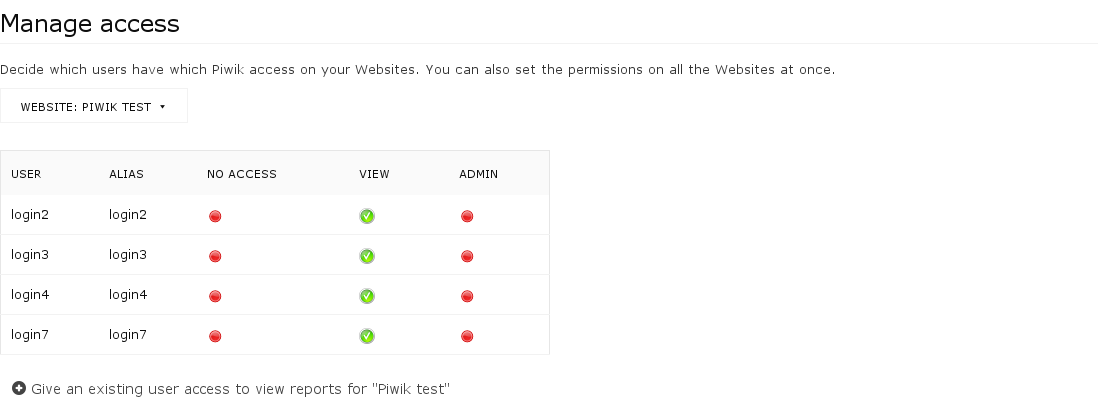 Manage access
Decide which users have which Piwik access on your Websites. You can also set the permissions on all the Websites at once.
WEBSITE: PIWIK TEST
USER ALIAS NO ACCESS VIEW ADMIN
login2 login2
login3 login3
login4 login4
login7 login7
Give an existing user access to view reports for "Piwik test"